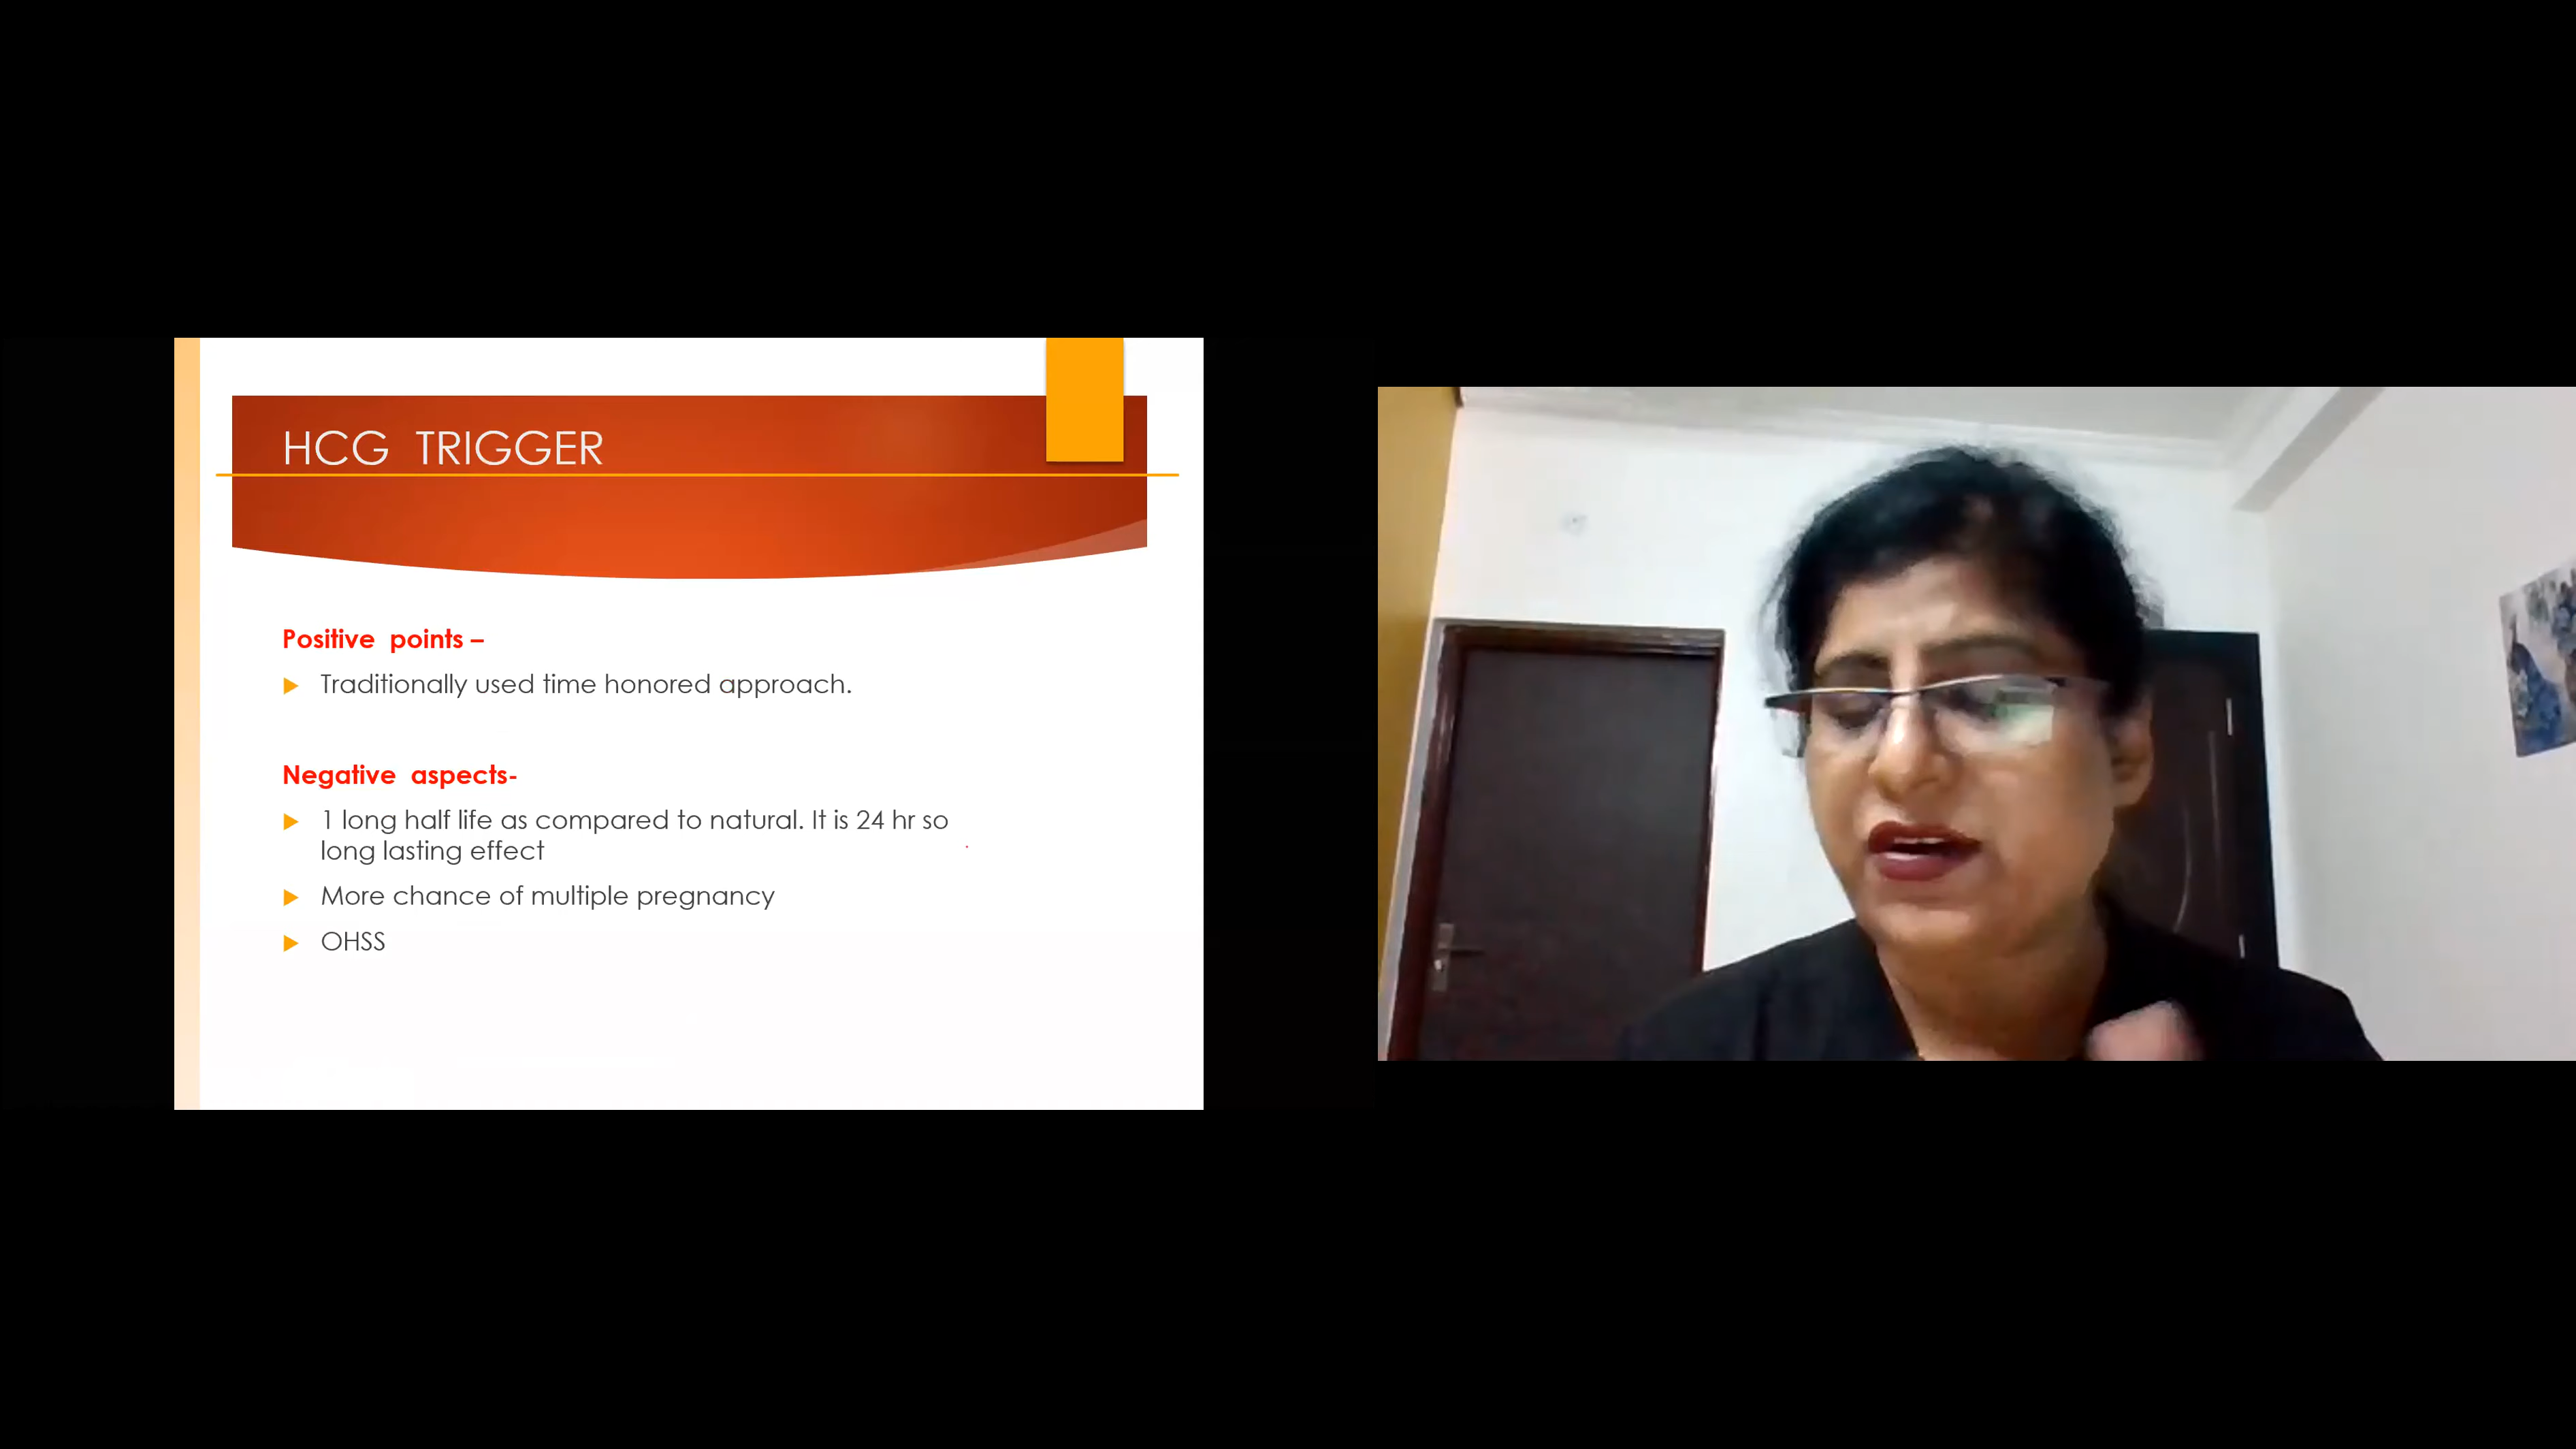 HCG TRIGGER
Positive points –
Traditionally used time honored approach.
Negative aspects-
1 long half life as compared to natural. It is 24 hr so
long lasting effect
More chance of multiple pregnancy
OHSS